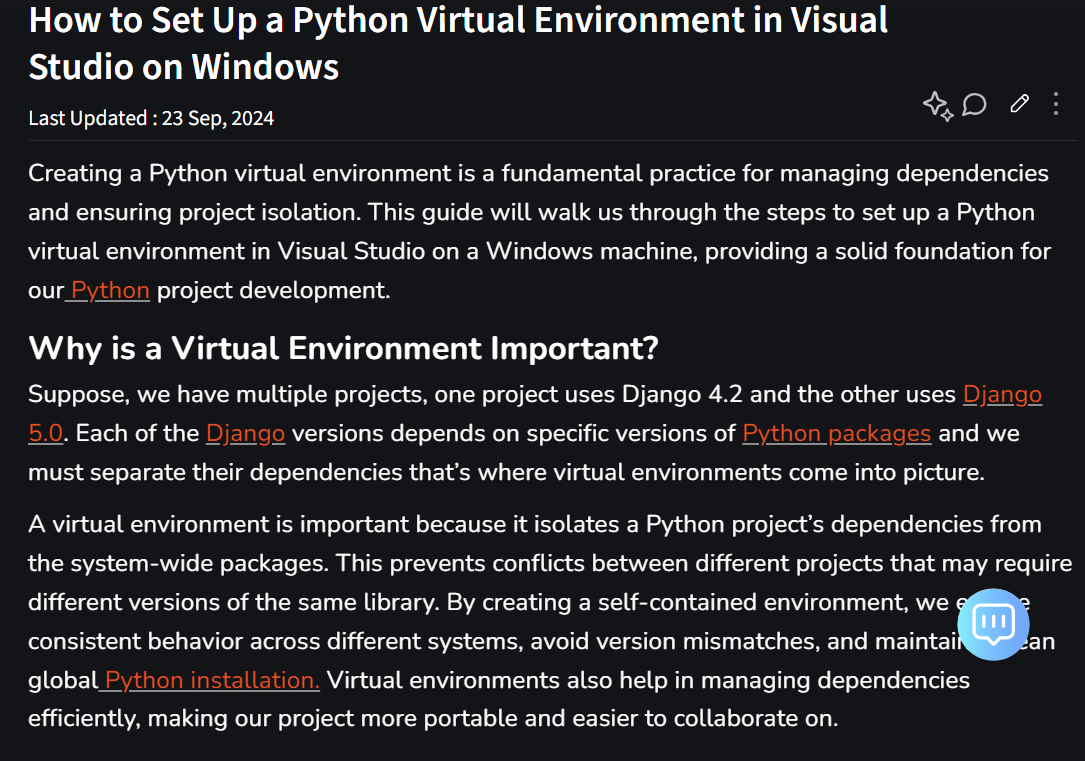 How to Set Up a Python Virtual Environment in Visual
Studio on Windows
Last Updated : 23 Sep, 2024
Creating a Python virtual environment is a fundamental practice for managing dependencies
and ensuring project isolation. This guide will walk us through the steps to set up a Python
virtual environment in Visual Studio on a Windows machine, providing a solid foundation for
our Python project development.
Why is a Virtual Environment Important?
Suppose, we have multiple projects, one project uses Django 4.2 and the other uses Django
5.0. Each of the Django versions depends on specific versions of Python packages and we
must separate their dependencies that’s where virtual environments come into picture.
A virtual environment is important because it isolates a Python project’s dependencies from
the system-wide packages. This prevents conflicts between different projects that may require
different versions of the same library. By creating a self-contained environment, we
consistent behavior across different systems, avoid version mismatches, and
global Python installation. Virtual environments also help in managing dependencies
efficiently, making our project more portable and easier to collaborate on.